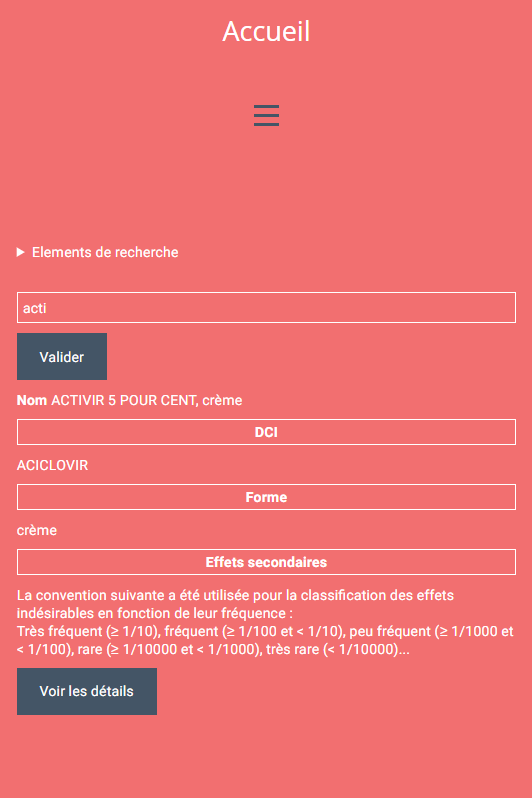 Accueil
Elements de recherche
acti
Valider
Nom ACTIVIR 5 POUR CENT, crème
DCI
ACICLOVIR
Forme
crème
Effets secondaires
La convention suivante a été utilisée pour la classification des effets
indésirables en fonction de leur fréquence :
Très fréquent (≥ 1/10), fréquent (≥ 1/100 et < 1/10), peu fréquent (≥ 1/1000 et
< 1/100), rare (≥ 1/10000 et < 1/1000), très rare (< 1/10000)...
Voir les détails